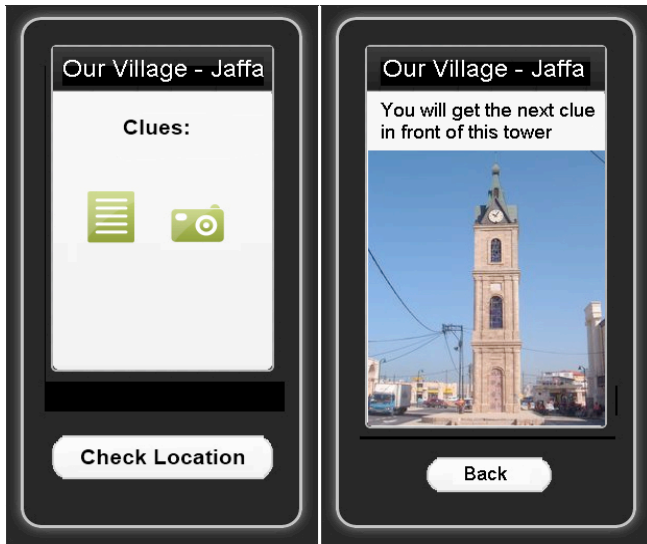 Our Village - Jaffa
Clues:
Check Location
Our Village - Jaffa
You will get the next clue
in front of this tower
Back